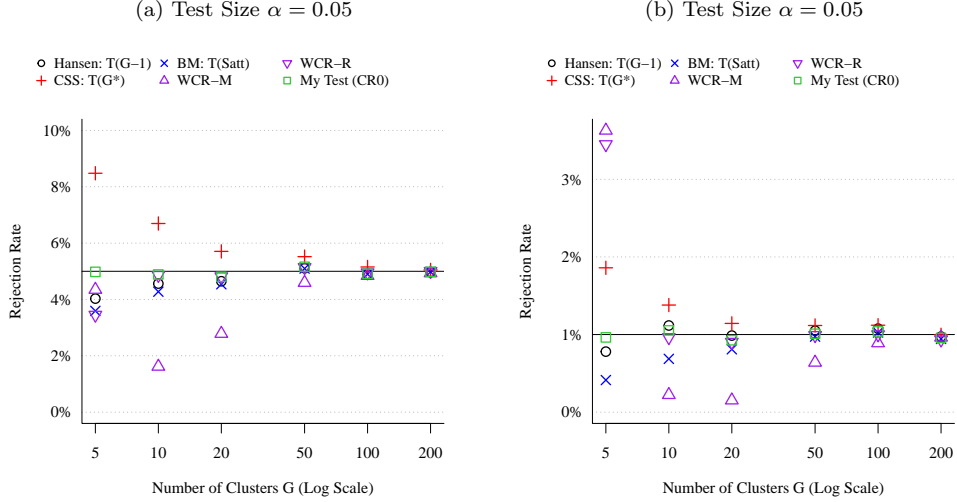 (a) Test Size α = 0.05
Hansen: T(G−1)
BM: T(Satt)
WCR−R
CSS: T(G*)
WCR−M
My Test (CR0)
10%
8%
6%
4%
2%
0%
Rejection Rate
5
10
20
50
100
200
Number of Clusters G (Log Scale)
(b) Test Size α = 0.05
Hansen: T(G−1)
BM: T(Satt)
WCR−R
CSS: T(G*)
WCR−M
My Test (CR0)
3%
2%
1%
0%
Rejection Rate
5
10
20
50
100
200
Number of Clusters G (Log Scale)